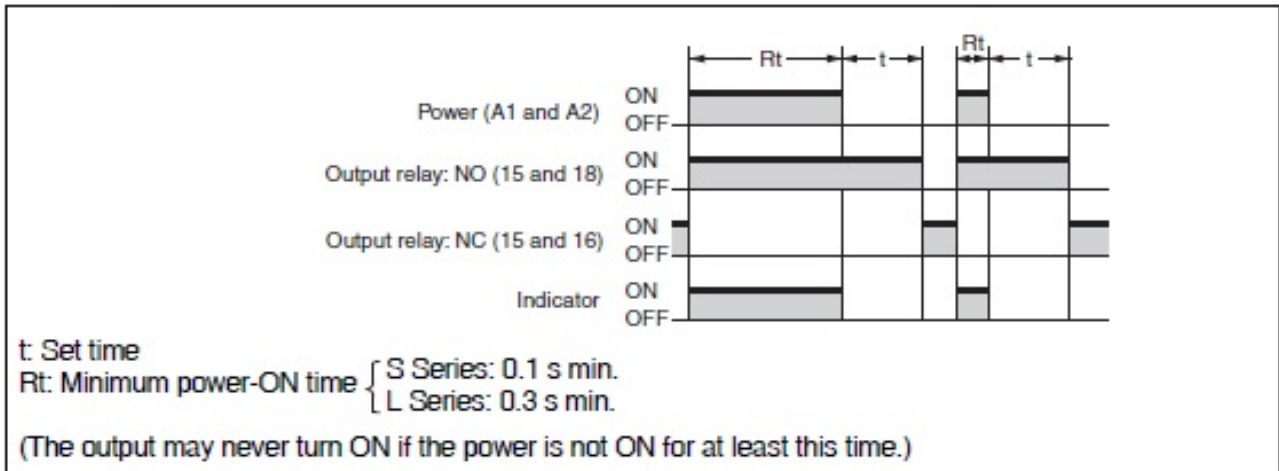 Rt t Rt t
Power (A1 and A2) ON
OFF
Output relay: NO (15 and 18) ON
OFF
Output relay: NC (15 and 16) ON
OFF
Indicator ON
OFF
t: Set time
Rt: Minimum power-ON time { S Series: 0.1 s min.
L Series: 0.3 s min.
(The output may never turn ON if the power is not ON for at least this time.)